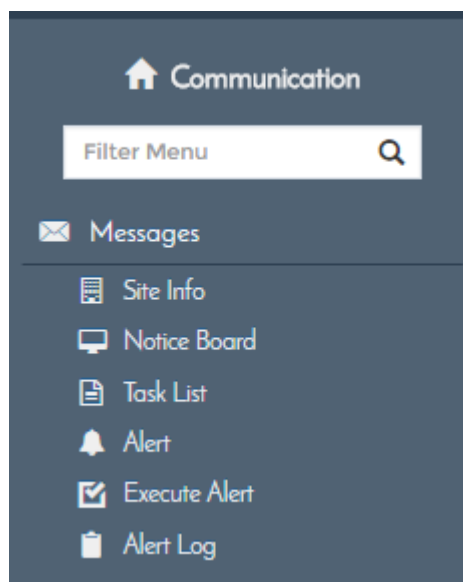 Communication
Filter Menu
Messages
Site Info
Notice Board
Task List
Alert
Execute Alert
Alert Log